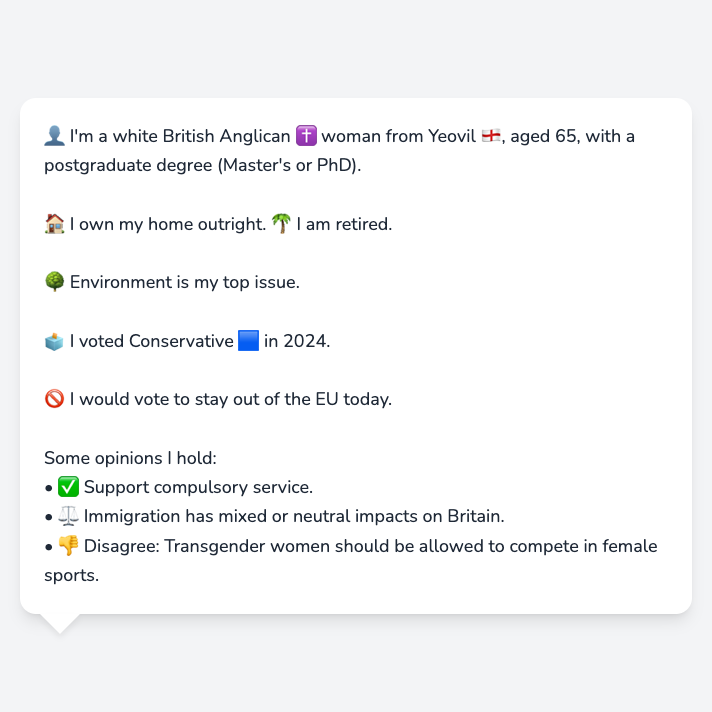 👤 I'm a white British Anglican ✝️ woman from Yeovil 🏴󠁧󠁢󠁥󠁮󠁧󠁿, aged 65, with a
postgraduate degree (Master's or PhD).
🏠 I own my home outright. 🌴 I am retired.
🌳 Environment is my top issue.
🗳️ I voted Conservative 🟦 in 2024.
🚫 I would vote to stay out of the EU today.
Some opinions I hold:
• ✅ Support compulsory service.
• ⚖️ Immigration has mixed or neutral impacts on Britain.
• 👎 Disagree: Transgender women should be allowed to compete in female
sports.